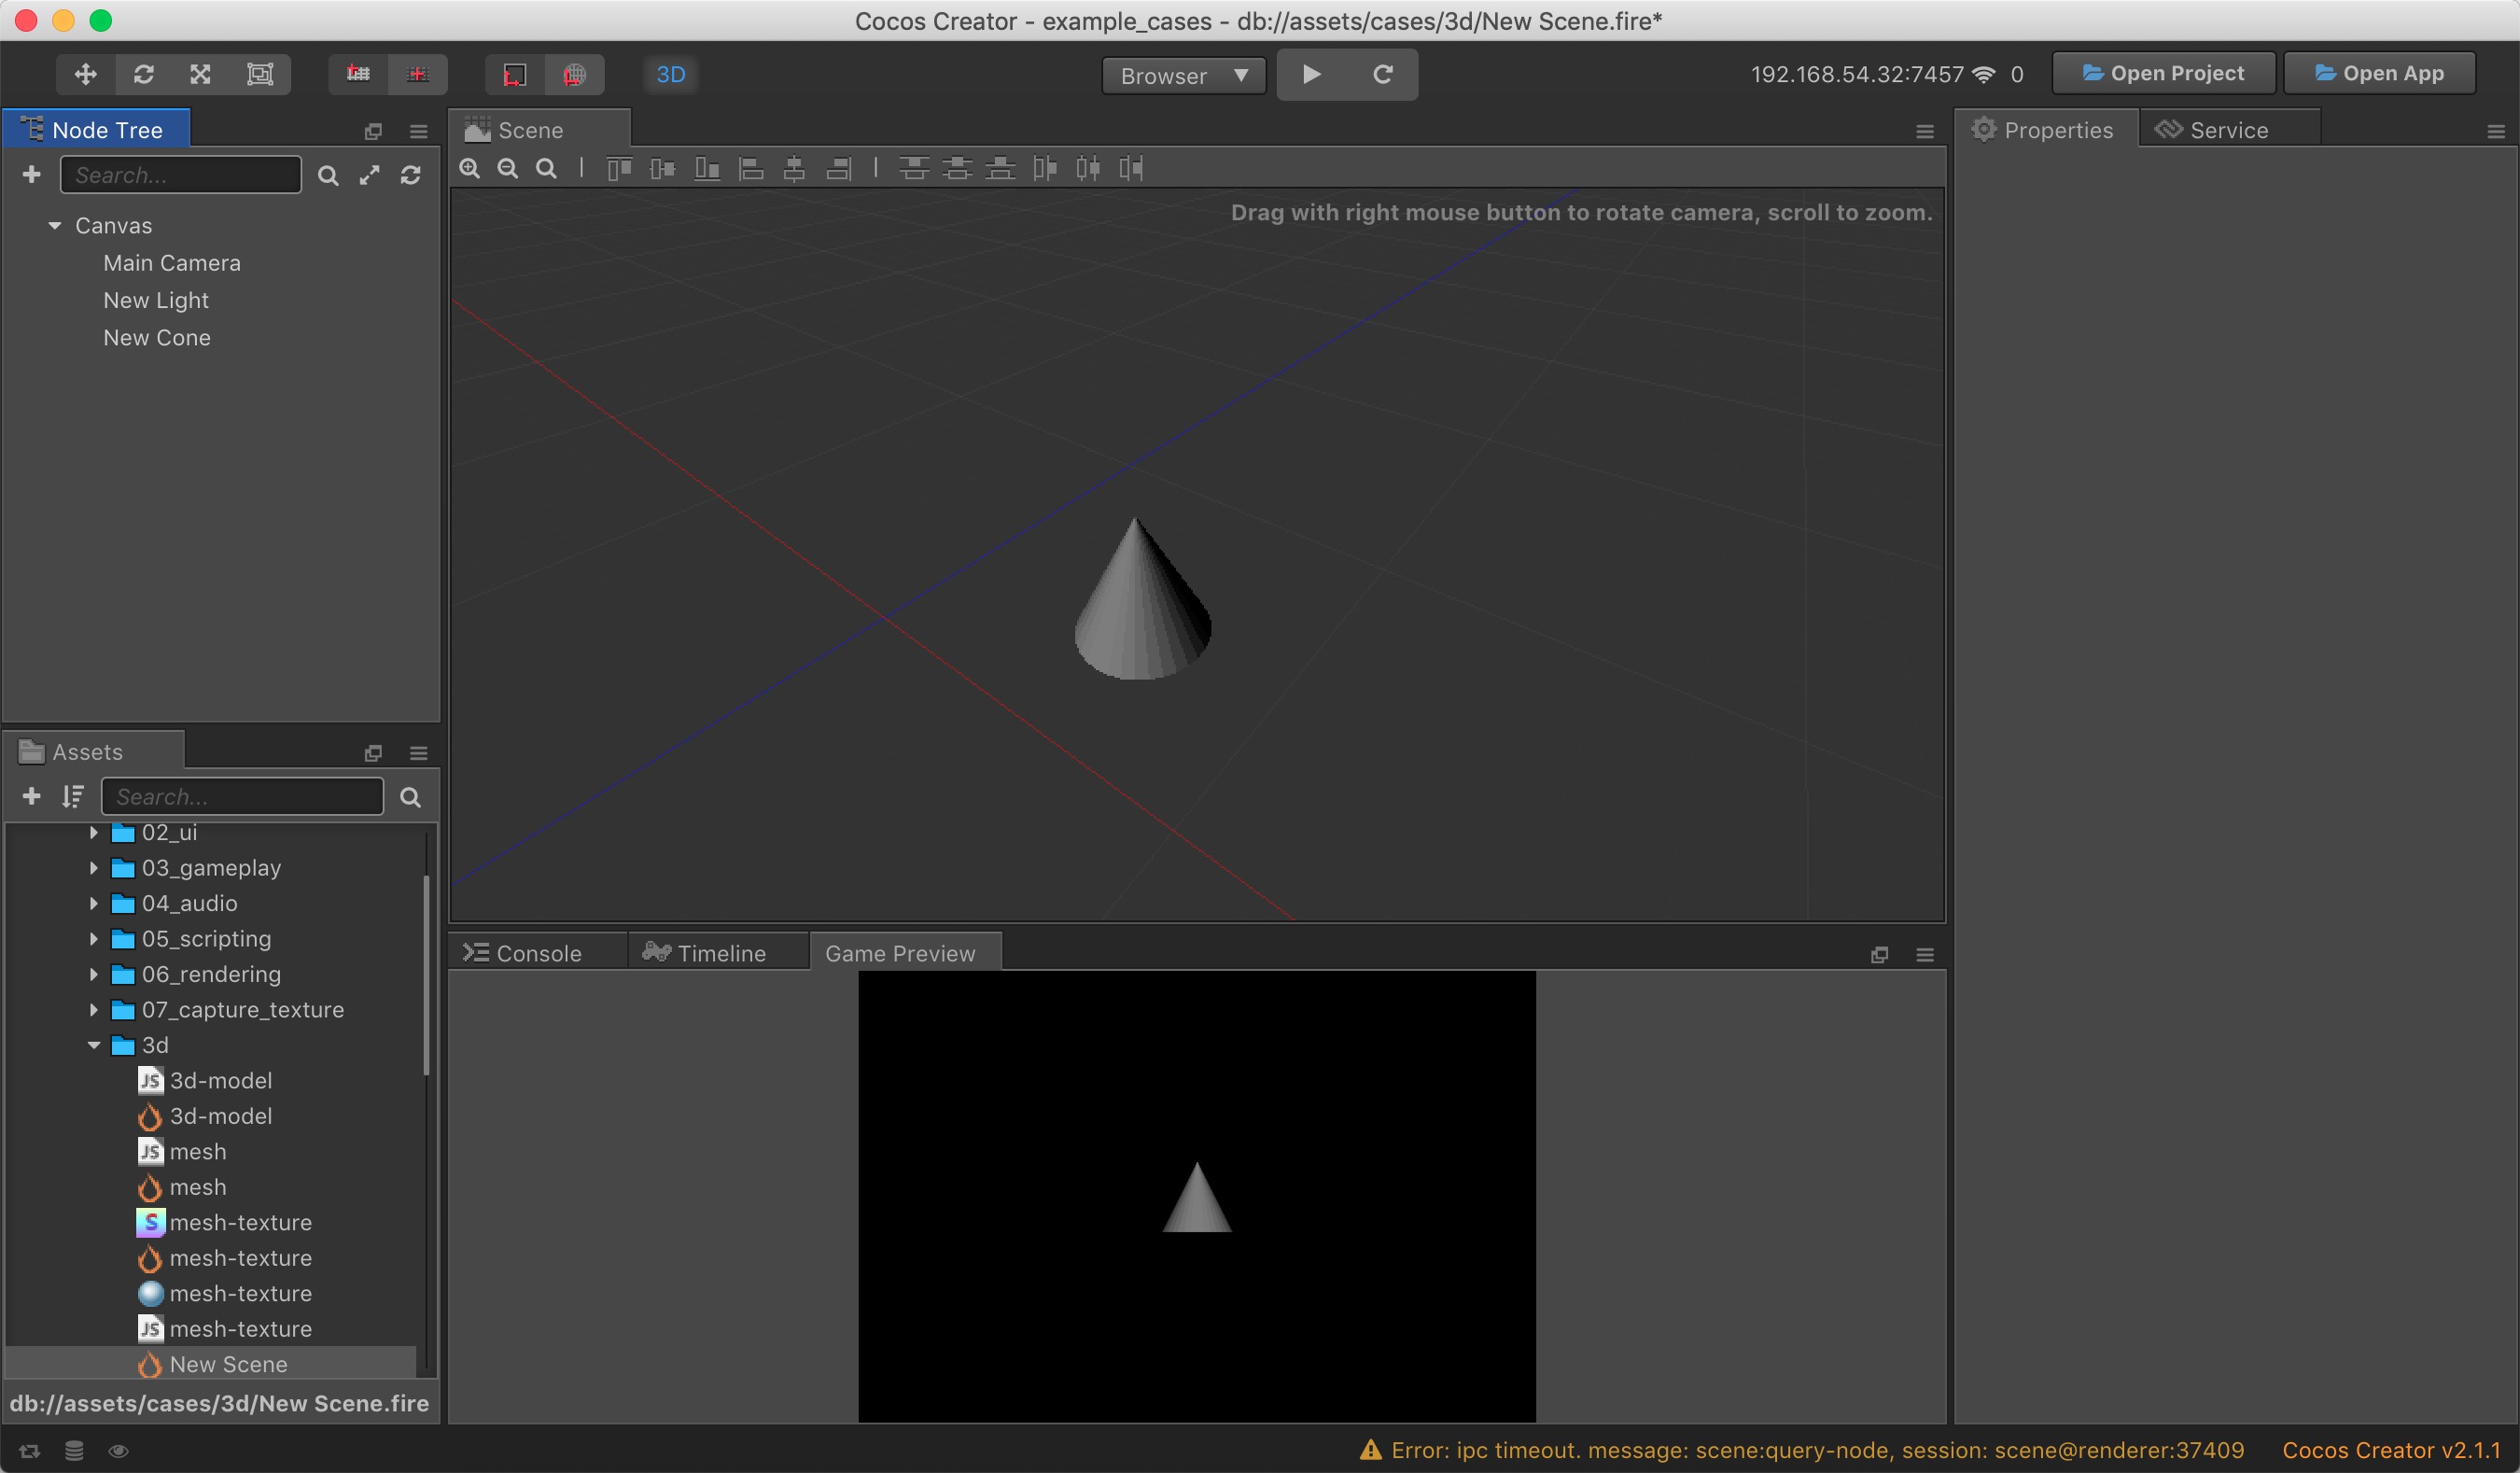 Cocos Creator - example_cases - db://assets/cases/3d/New Scene.fire*
3D
Browser
192.168.54.32:7457 0
Open Project
Open App
Node Tree
Search...
Canvas
Main Camera
New Light
New Cone
Scene
Drag with right mouse button to rotate camera, scroll to zoom.
Properties
Service
Assets
Search...
02_ui
03_gameplay
04_audio
05_scripting
06_rendering
07_capture_texture
3d
JS 3d-model
3d-model
JS mesh
mesh
S mesh-texture
mesh-texture
mesh-texture
JS mesh-texture
New Scene
db://assets/cases/3d/New Scene.fire
Console
Timeline
Game Preview
Error: ipc timeout. message: scene:query-node, session: scene@renderer:37409
Cocos Creator v2.1.1